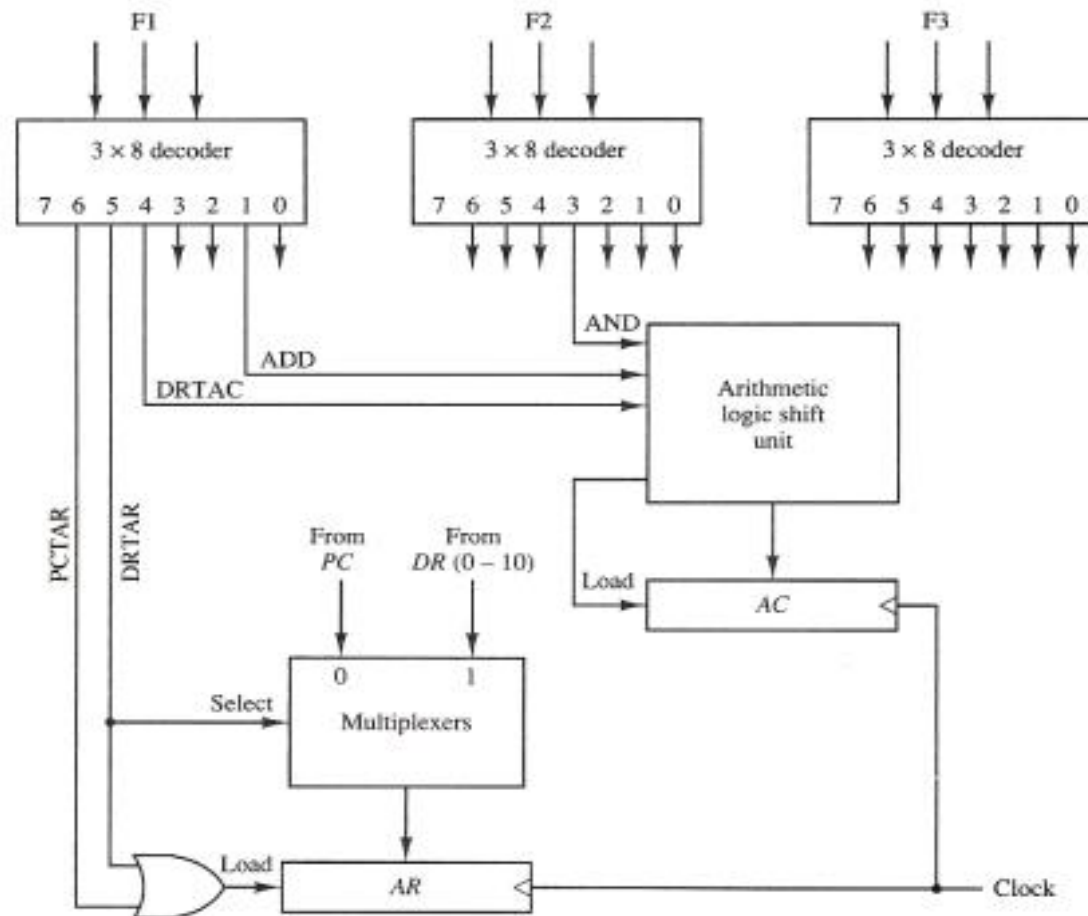 F1 F2 F3
3 × 8 decoder 3 × 8 decoder 3 × 8 decoder
7 6 5 4 3 2 1 0 7 6 5 4 3 2 1 0 7 6 5 4 3 2 1 0
AND
ADD
DRTAC
Arithmetic
logic shift
unit
PCTAR
DRTAR
From
PC
From
DR (0 – 10)
Load
AC
0 1
Select
Multiplexers
Load
AR
Clock